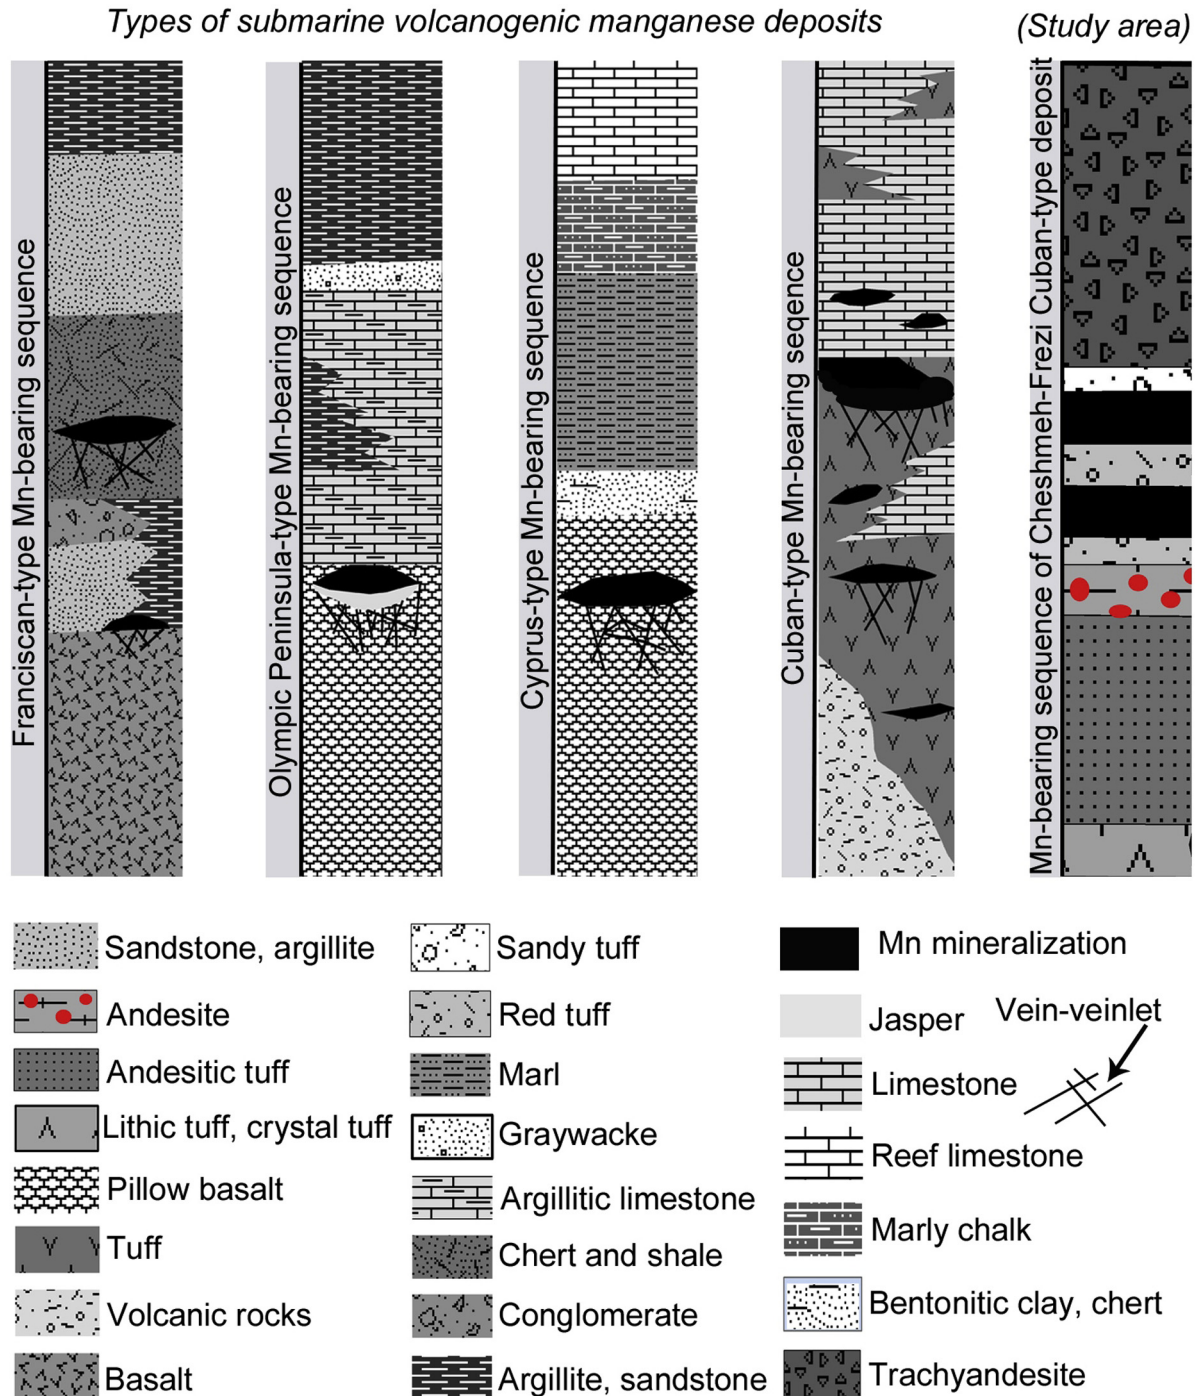 Types of submarine volcanogenic manganese deposits
(Study area)
Franciscan-type Mn-bearing sequence
Olympic Peninsula-type Mn-bearing sequence
Cyprus-type Mn-bearing sequence
Cuban-type Mn-bearing seqence
Mn-bearing sequence of Cheshmeh-Frezi Cuban-type deposit
Sandstone, argillite
Andesite
Andesitic tuff
Lithic tuff, crystal tuff
Pillow basalt
Tuff
Volcanic rocks
Basalt
Sandy tuff
Red tuff
Marl
Graywacke
Argillitic limestone
Chert and shale
Conglomerate
Argillite, sandstone
Mn mineralization
Jasper
Vein-veinlet
Limestone
Reef limestone
Marly chalk
Bentonitic clay, chert
Trachyandesite